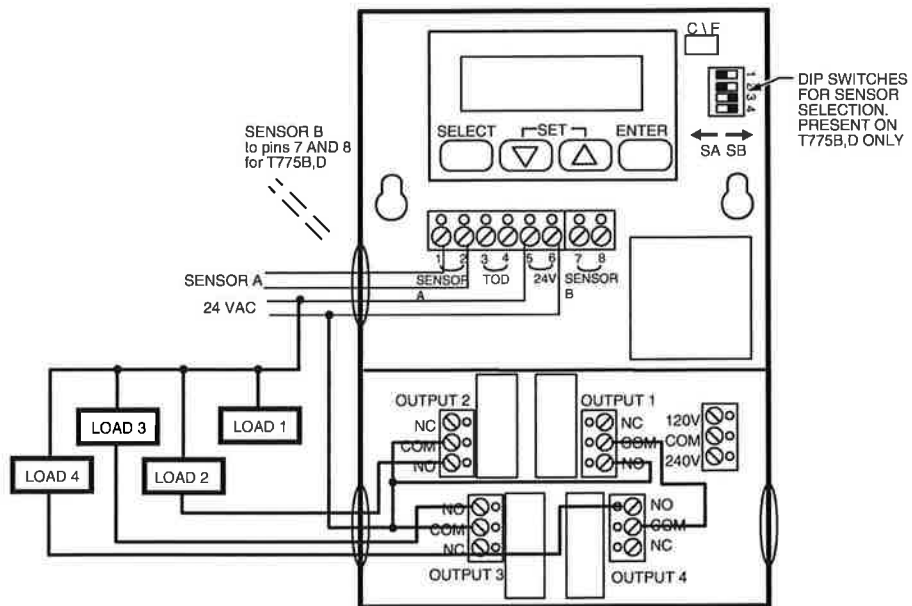 C \ F
1
2
3
4
DIP SWITCHES
FOR SENSOR
SELECTION.
PRESENT ON
T775B,D ONLY
SA SB
SELECT
SET
ENTER
SENSOR B
to pins 7 AND 8
for T775B,D
1 2 3 4 5 6 7 8
SENSOR
A
TOD
24V
SENSOR
B
SENSOR A
24 VAC
LOAD 1
LOAD 2
LOAD 3
LOAD 4
OUTPUT 2
NC
COM
NO
OUTPUT 1
NC
COM
NO
120V
COM
240V
NO
COM
NC
OUTPUT 3
NO
COM
NC
OUTPUT 4